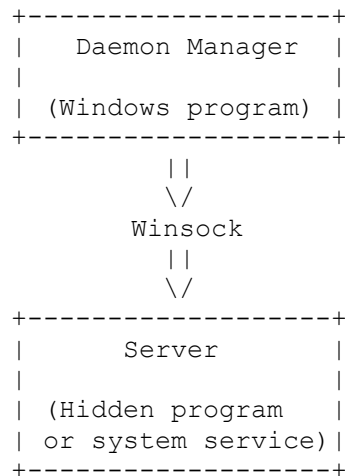 +-------------------+
|   Daemon Manager  |
|                   |
| (Windows program) |
+-------------------+
         ||
         \/
       Winsock
         ||
         \/
+-------------------+
|      Server       |
|                   |
| (Hidden program   |
| or system service)|
+-------------------+